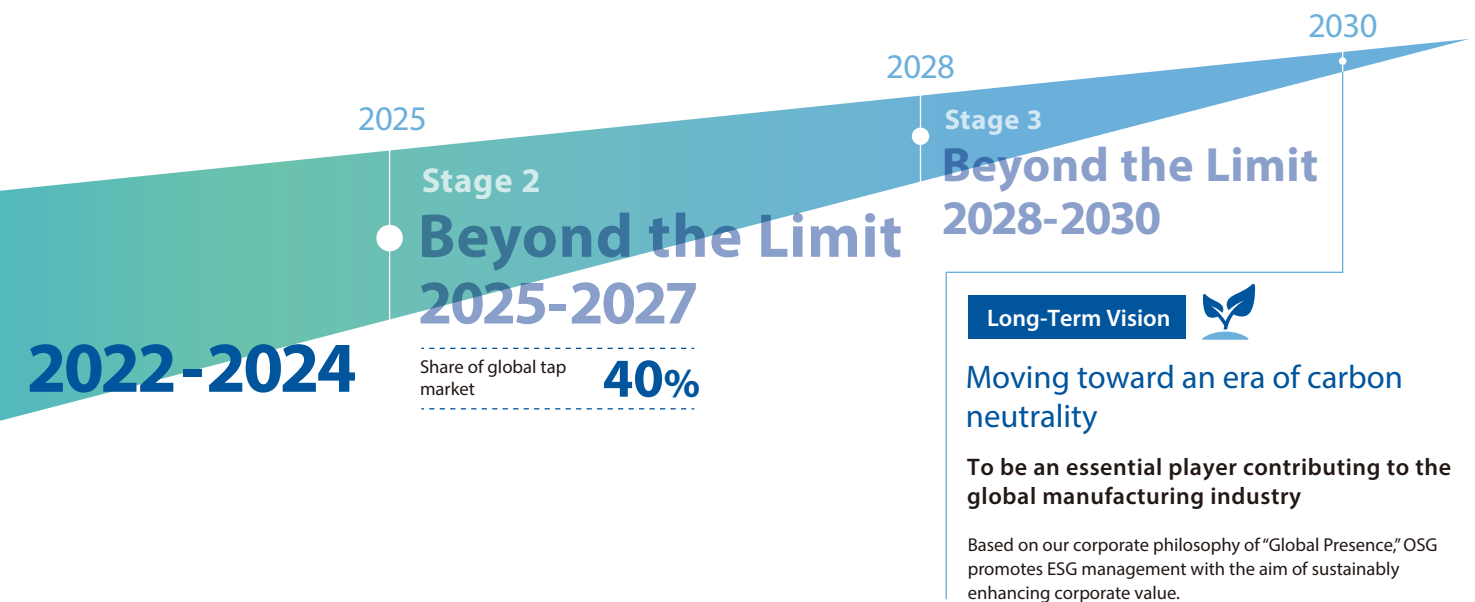 2022-2024
2025
Stage 2
Beyond the Limit
2025-2027
Share of global tap
market
40%
2028
Stage 3
Beyond the Limit
2028-2030
2030
Long-Term Vision
Moving toward an era of carbon
neutrality
To be an essential player contributing to the
global manufacturing industry
Based on our corporate philosophy of “Global Presence,” OSG
promotes ESG management with the aim of sustainably
enhancing corporate value.